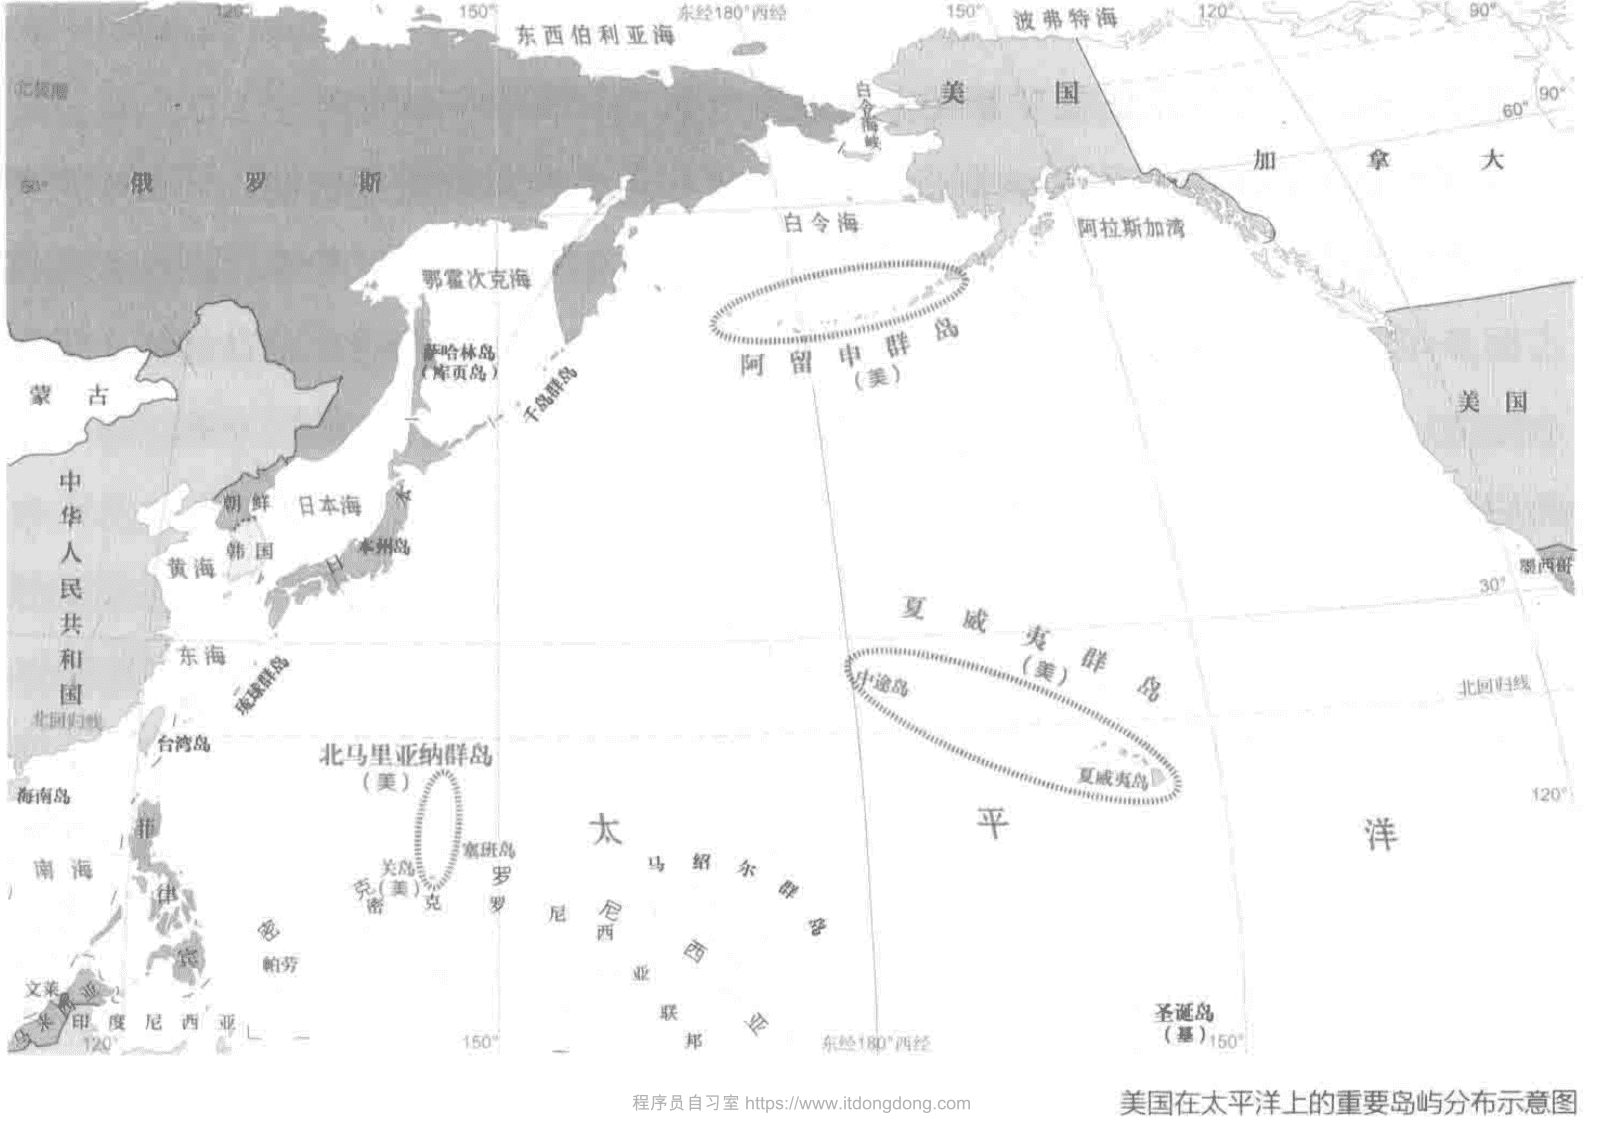 120°
150°
东经180°西经
150°
120°
90°
东西伯利亚海
波弗特海
北极圈
白令海峡
美国
90°
60°
加拿大
60°
俄罗斯
白令海
阿拉斯加湾
鄂霍次克海
阿留申群岛
(美)
萨哈林岛
(库页岛)
千岛群岛
蒙古
美国
中华人民共和国
朝鲜
日本海
日本
本州岛
韩国
黄海
墨西哥
30°
夏威夷群岛
(美)
东海
琉球群岛
中途岛
北回归线
北回归线
台湾岛
北马里亚纳群岛
(美)
夏威夷岛
海南岛
120°
太平洋
菲律宾
南海
塞班岛
关岛
(美)
马绍尔群岛
密克罗尼西亚
密克罗尼西亚联邦
帕劳
文莱
马来西亚
印度尼西亚
圣诞岛
(基)
120°
150°
东经180°西经
150°
程序员自习室 https://www.itdongdong.com
美国在太平洋上的重要岛屿分布示意图